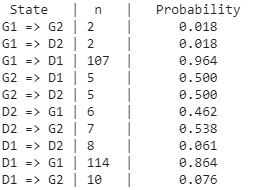 State | n | Probability
G1 => G2 | 2 | 0.018
G1 => D2 | 2 | 0.018
G1 => D1 | 107 | 0.964
G2 => D1 | 5 | 0.500
G2 => D2 | 5 | 0.500
D2 => G1 | 6 | 0.462
D2 => G2 | 7 | 0.538
D1 => D2 | 8 | 0.061
D1 => G1 | 114 | 0.864
D1 => G2 | 10 | 0.076